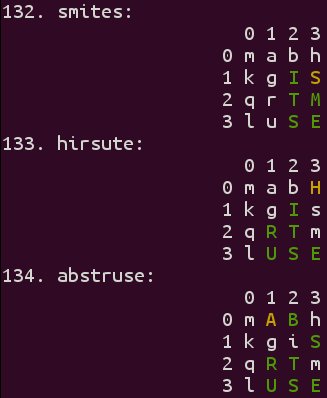 132. smites:
0 1 2 3
0 m a b h
1 k g I S
2 q r T M
3 l u S E
133. hirsute:
0 1 2 3
0 m a b H
1 k g I s
2 q R T m
3 l U S E
134. abstruse:
0 1 2 3
0 m A B h
1 k g i S
2 q R T m
3 l U S E